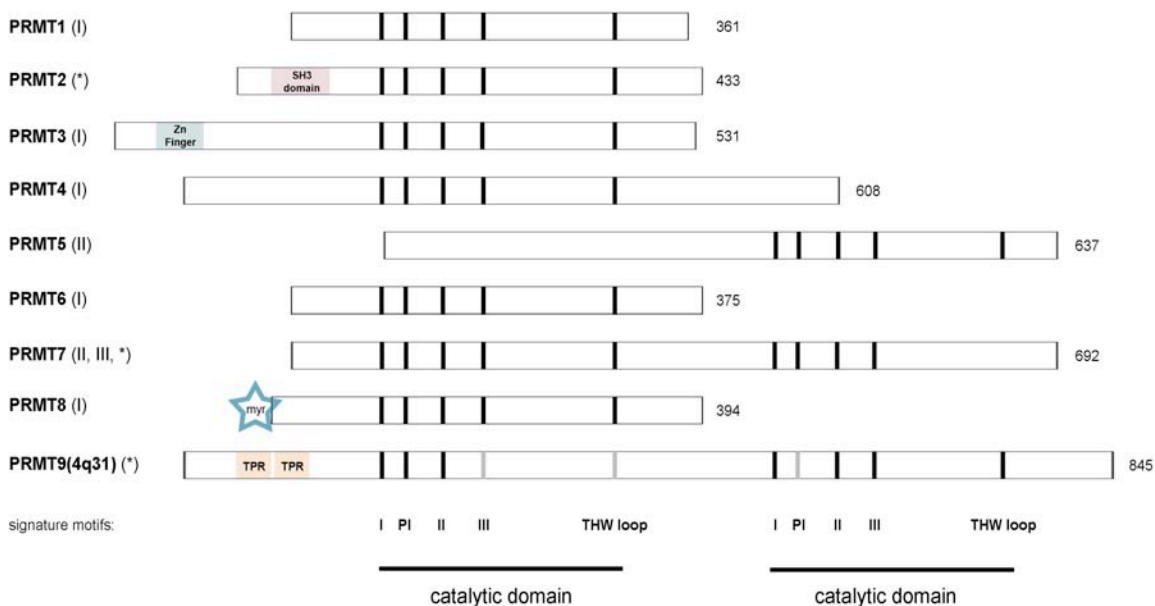 PRMT1 (I) 361
PRMT2 (*) SH3 domain 433
PRMT3 (I) Zn Finger 531
PRMT4 (I) 608
PRMT5 (II) 637
PRMT6 (I) 375
PRMT7 (II, III, *) 692
PRMT8 (I) myr 394
PRMT9(4q31) (*) TPR TPR 845
signature motifs: I PI II III THW loop I PI II III THW loop
catalytic domain catalytic domain